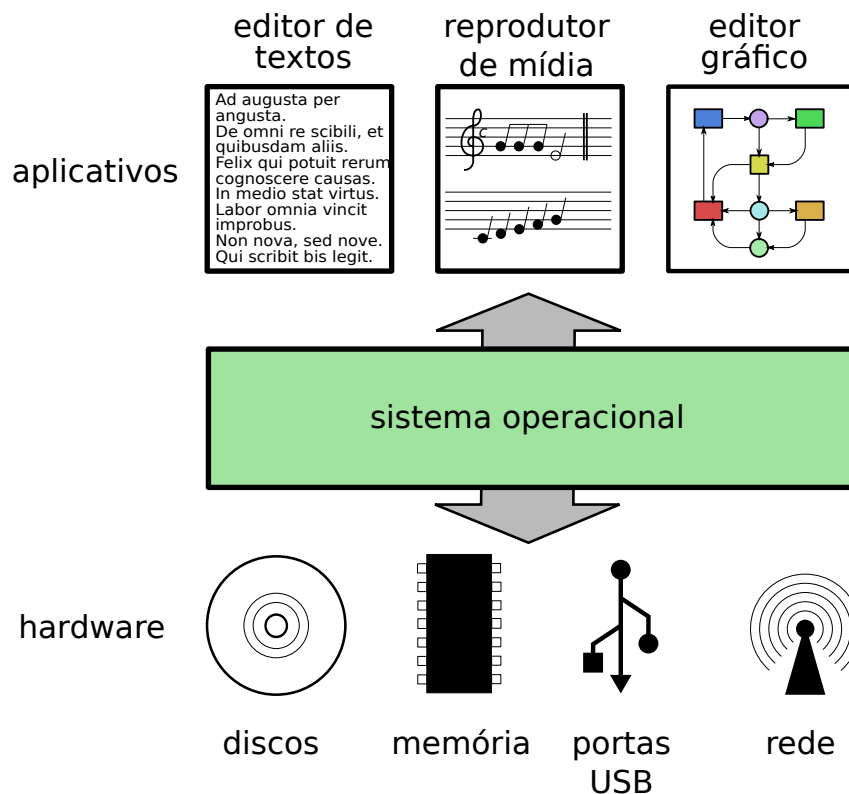 editor de
textos
reprodutor
de mídia
editor
gráfico
aplicativos
Ad augusta per
angusta.
De omni re scibili, et
quibusdam aliis.
Felix qui potuit rerum
cognoscere causas.
In medio stat virtus.
Labor omnia vincit
improbus.
Non nova, sed nove.
Qui scribit bis legit.
c
sistema operacional
hardware
discos
memória
portas
USB
rede